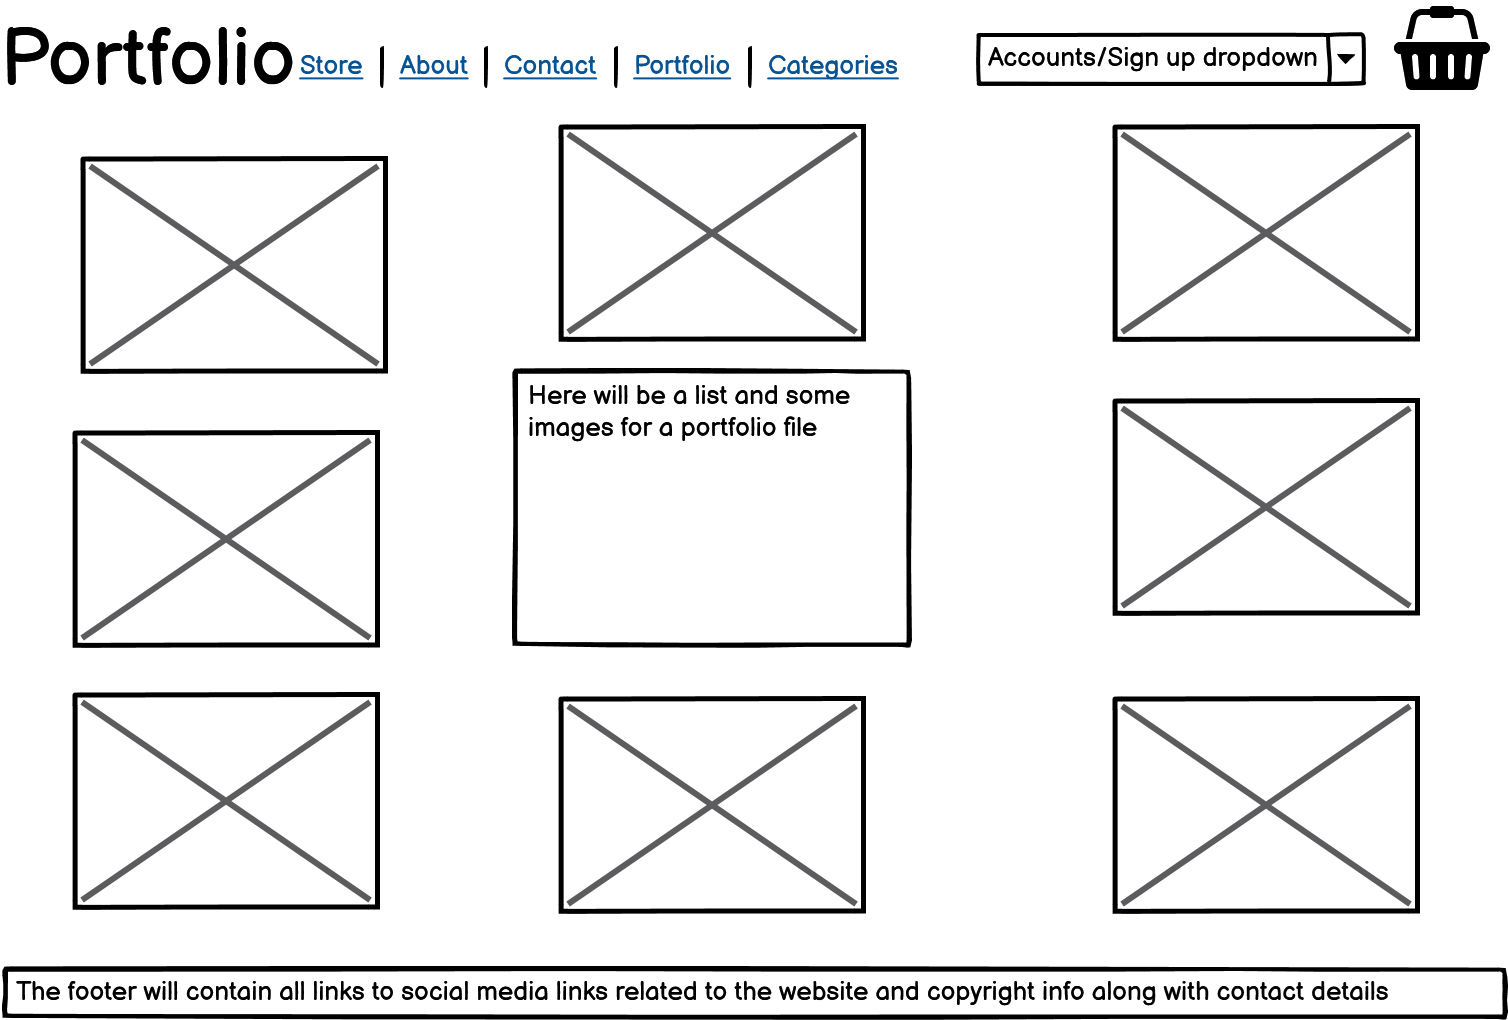 Portfolio
Store | About | Contact | Portfolio | Categories
Accounts/Sign up dropdown
Here will be a list and some
images for a portfolio file
The footer will contain all links to social media links related to the website and copyright info along with contact details